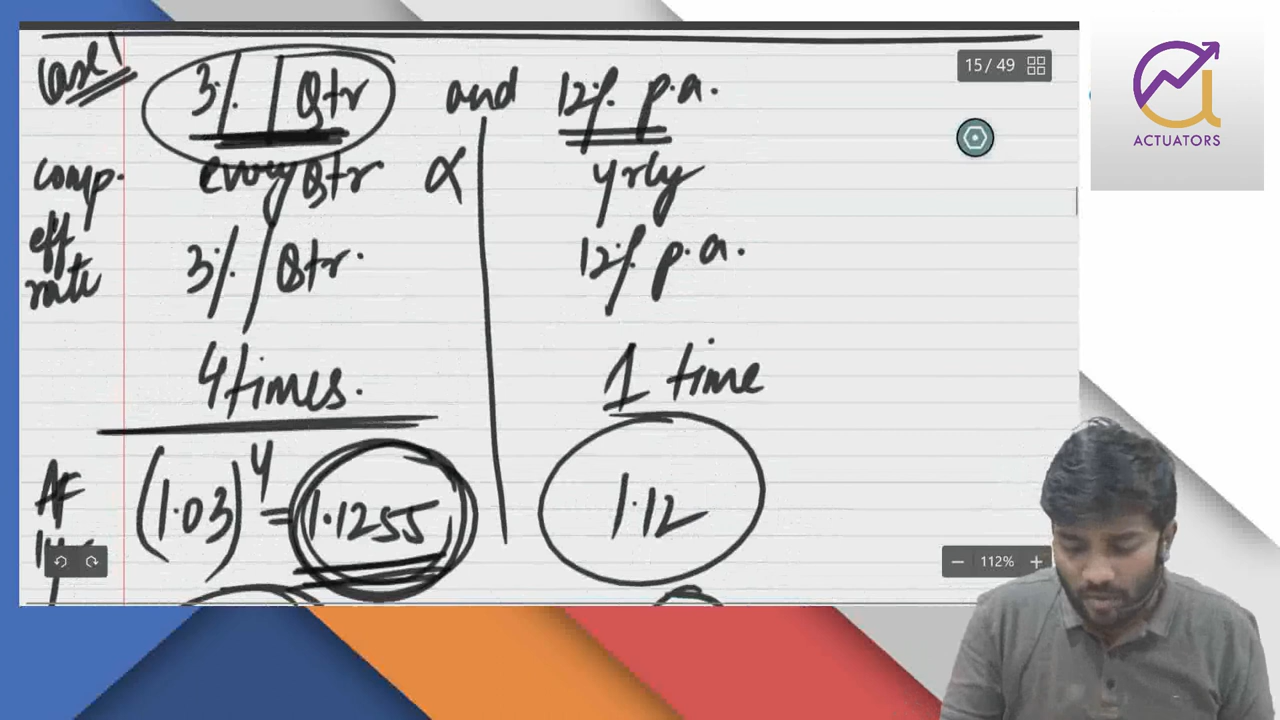 Case 1
3% / Qtr and 12% p.a.
comp. every Qtr α yrly
eff rate 3% / Qtr. 12% p.a.
4 times. 1 time
AF (1.03)^4 = 1.1255 1.12
15 / 49
112%
ACTUATORS